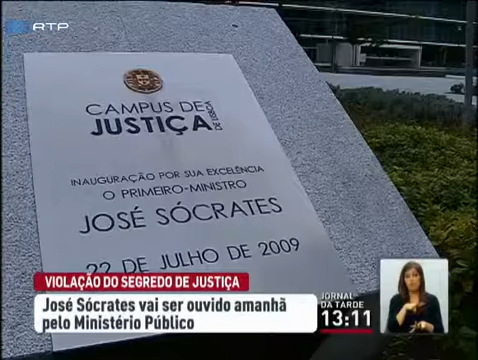 RTP
CAMPUS DE
JUSTIÇA
DE LISBOA
INAUGURAÇÃO POR SUA EXCELÊNCIA
O PRIMEIRO-MINISTRO
JOSÉ SÓCRATES
22 DE JULHO DE 2009
VIOLAÇÃO DO SEGREDO DE JUSTIÇA
José Sócrates vai ser ouvido amanhã
pelo Ministério Público
JORNAL
DA TARDE
13:11